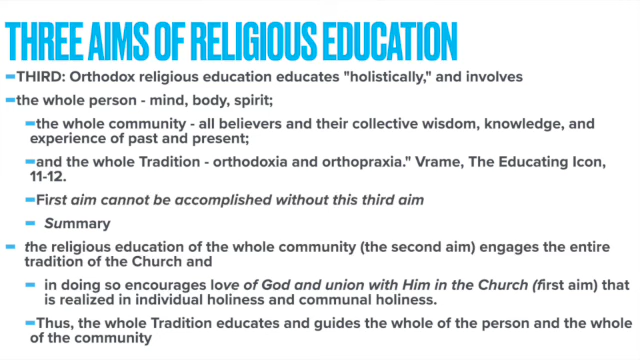 THREE AIMS OF RELIGIOUS EDUCATION
THIRD: Orthodox religious education educates "holistically," and involves
the whole person - mind, body, spirit;
the whole community - all believers and their collective wisdom, knowledge, and
experience of past and present;
and the whole Tradition - orthodoxia and orthopraxia." Vrame, The Educating Icon,
11-12.
First aim cannot be accomplished without this third aim
Summary
the religious education of the whole community (the second aim) engages the entire
tradition of the Church and
in doing so encourages love of God and union with Him in the Church (first aim) that
is realized in individual holiness and communal holiness.
Thus, the whole Tradition educates and guides the whole of the person and the whole
of the community